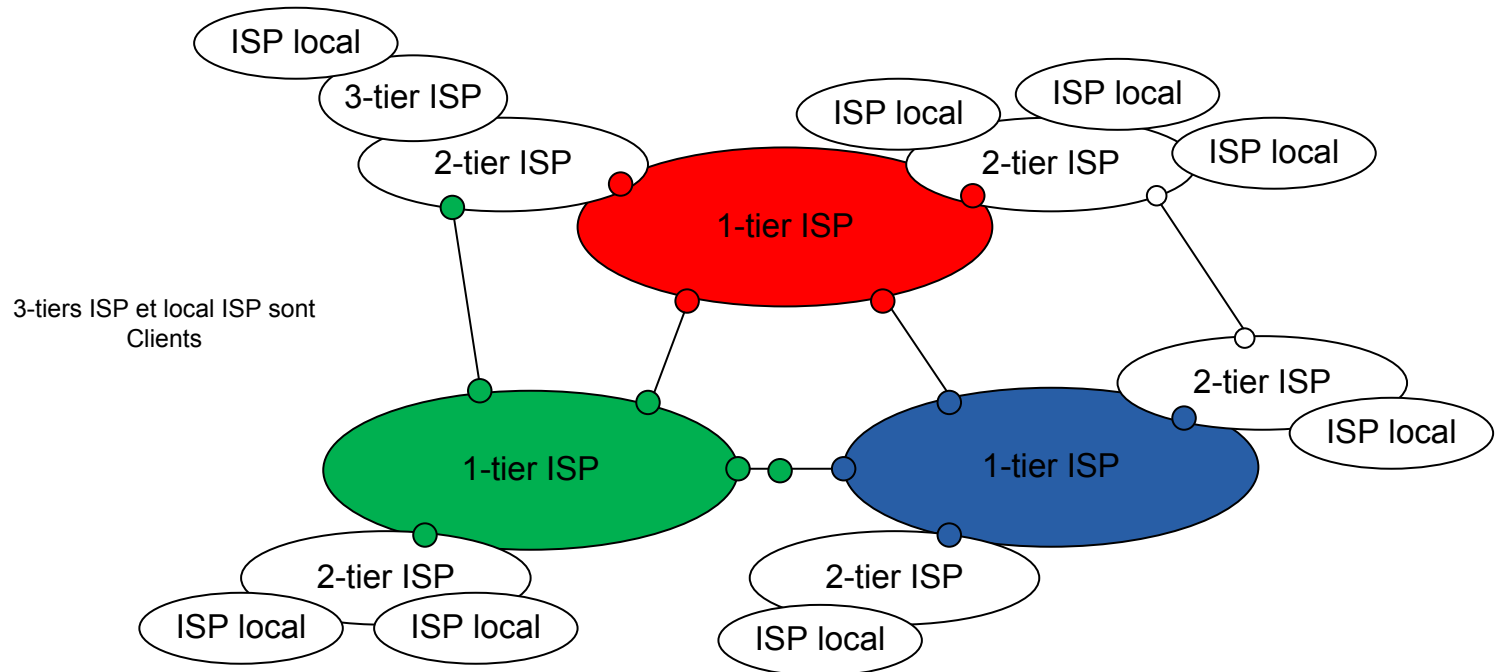 ISP local
3-tier ISP
2-tier ISP
ISP local
ISP local
2-tier ISP
ISP local
1-tier ISP
3-tiers ISP et local ISP sont
Clients
2-tier ISP
ISP local
1-tier ISP
1-tier ISP
2-tier ISP
ISP local
ISP local
2-tier ISP
ISP local